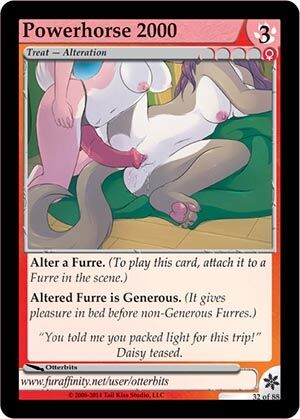 Powerhorse 2000
3
Treat — Alteration
Alter a Furre. (To play this card, attach it to a
Furre in the scene.)
Altered Furre is Generous. (It gives
pleasure in bed before non-Generous Furres.)
“You told me you packed light for this trip!”
Daisy teased.
Otterbits
www.furaffinity.net/user/otterbits
© 2008-2014 Tail Kiss Studio, LLC
32 of 88